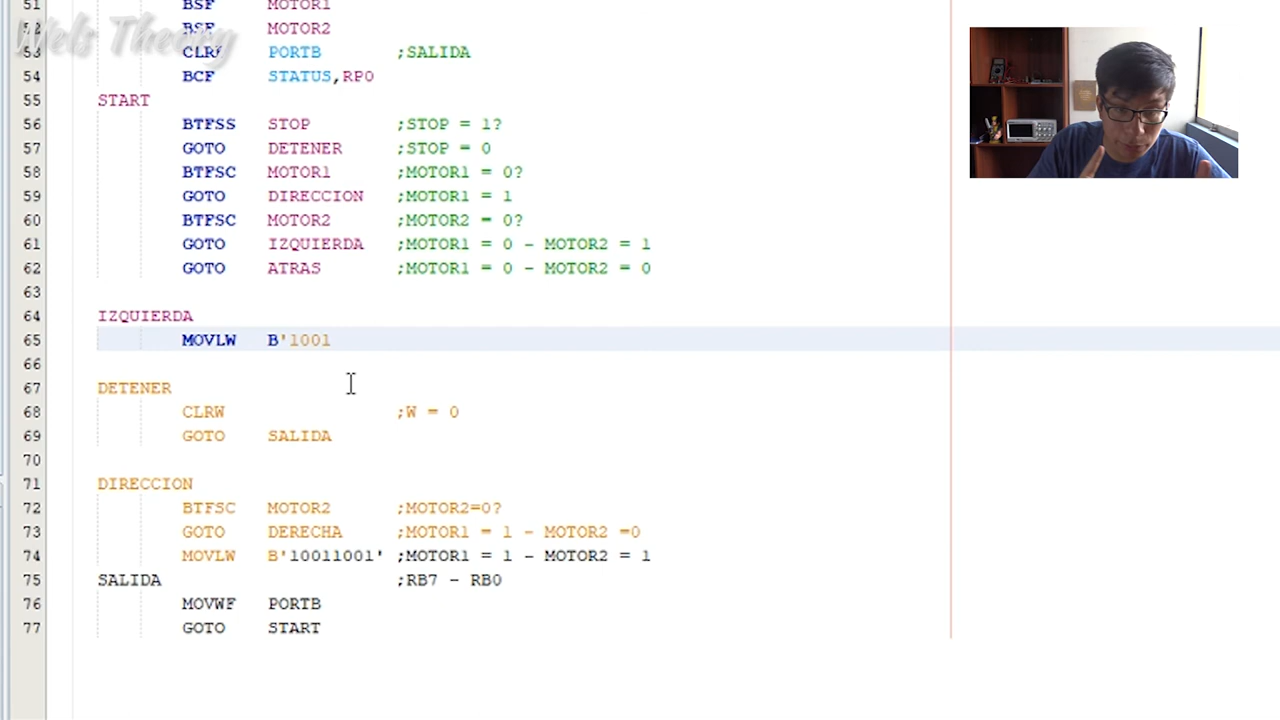 Nels Theory
51 BSF MOTOR1
52 BSF MOTOR2
53 CLRF PORTB ;SALIDA
54 BCF STATUS,RP0
55 START
56 BTFSS STOP ;STOP = 1?
57 GOTO DETENER ;STOP = 0
58 BTFSC MOTOR1 ;MOTOR1 = 0?
59 GOTO DIRECCION ;MOTOR1 = 1
60 BTFSC MOTOR2 ;MOTOR2 = 0?
61 GOTO IZQUIERDA ;MOTOR1 = 0 - MOTOR2 = 1
62 GOTO ATRAS ;MOTOR1 = 0 - MOTOR2 = 0
63
64 IZQUIERDA
65 MOVLW B'1001
66
67 DETENER
68 CLRW ;W = 0
69 GOTO SALIDA
70
71 DIRECCION
72 BTFSC MOTOR2 ;MOTOR2=0?
73 GOTO DERECHA ;MOTOR1 = 1 - MOTOR2 =0
74 MOVLW B'10011001' ;MOTOR1 = 1 - MOTOR2 = 1
75 SALIDA ;RB7 - RB0
76 MOVWF PORTB
77 GOTO START